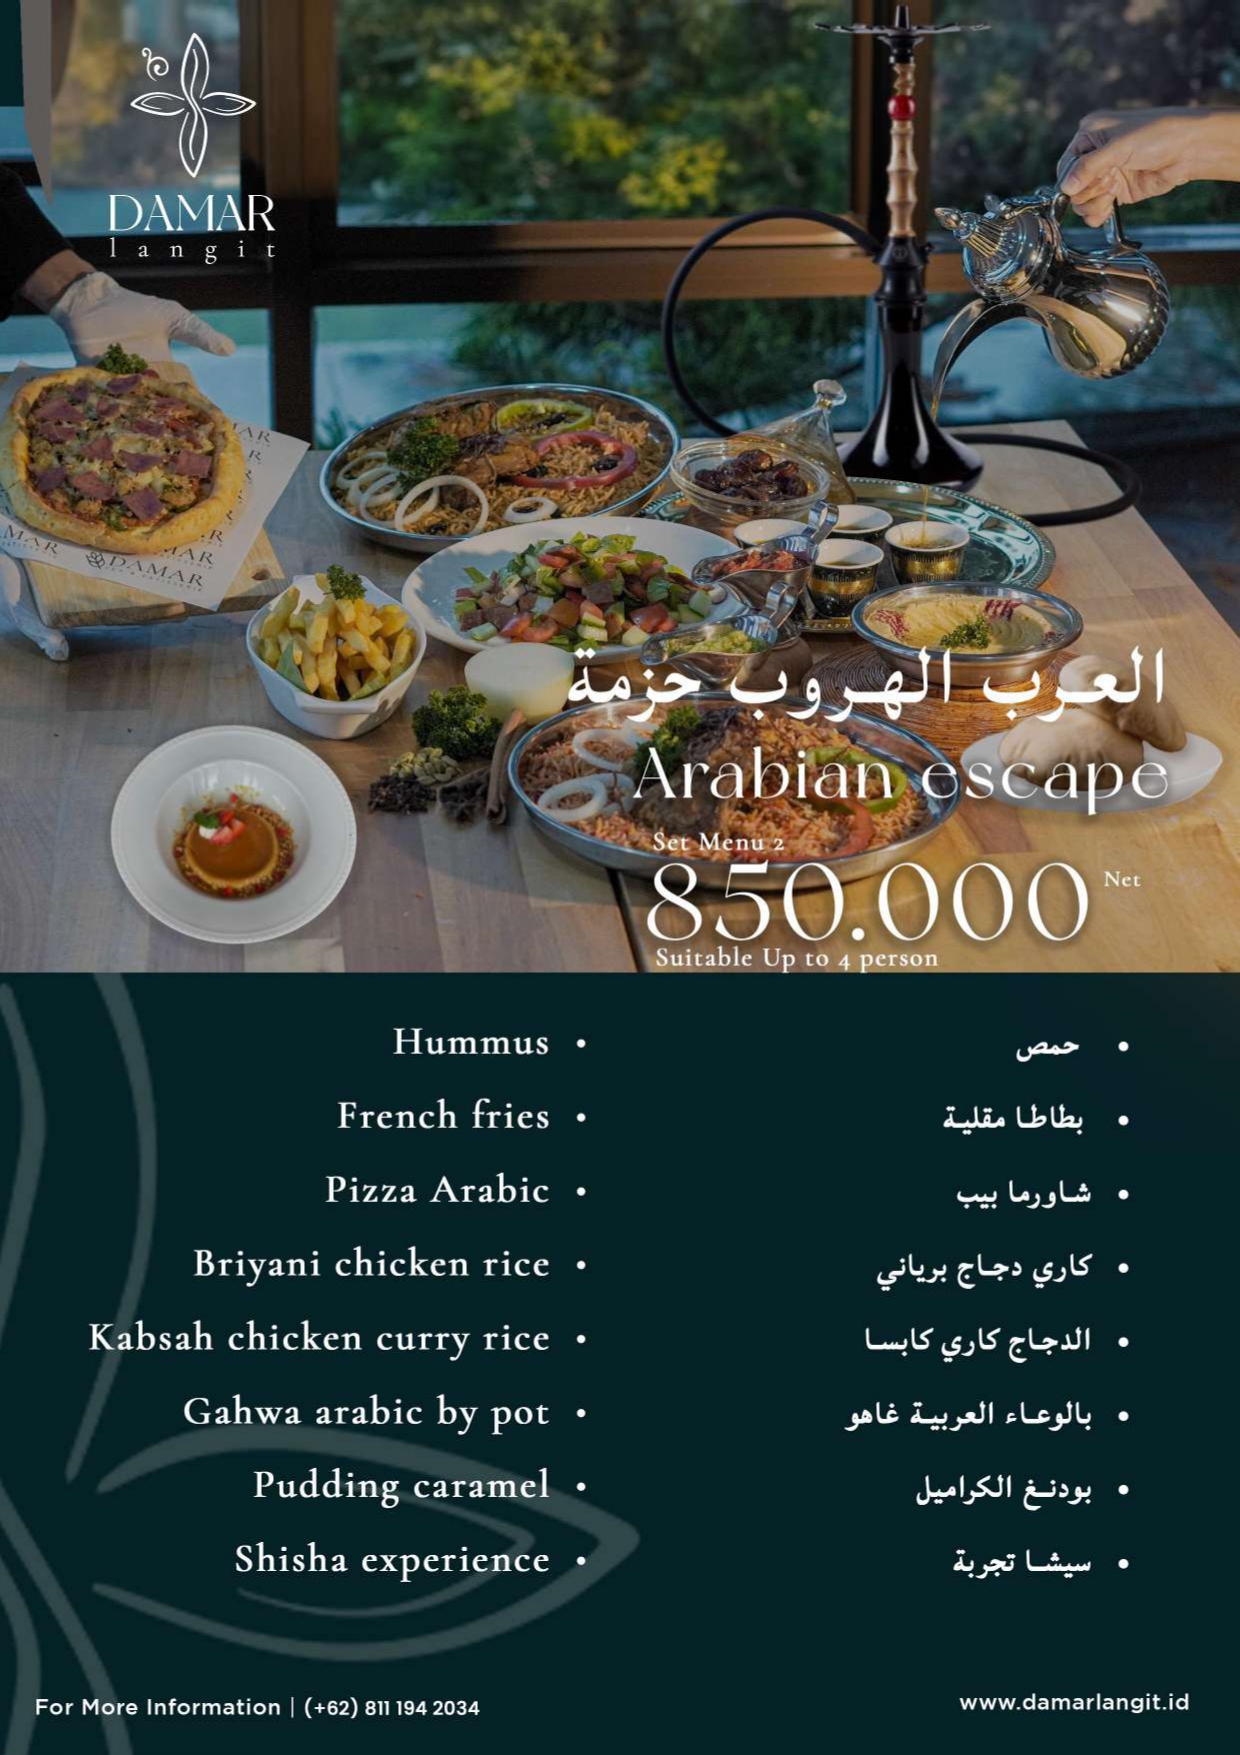 DAMAR
langit
العرب الهروب حزمة
Arabian escape
Set Menu 2
850.000 Net
Suitable Up to 4 person
Hummus •
French fries •
Pizza Arabic •
Briyani chicken rice •
Kabsah chicken curry rice •
Gahwa arabic by pot •
Pudding caramel •
Shisha experience •
• حمص
• بطاطا مقلية
• شاورما بيب
• كاري دجاج برياني
• الدجاج كاري كابسا
• بالوعاء العربية غاهو
• بودنغ الكراميل
• سيشا تجربة
For More Information | (+62) 811 194 2034
www.damarlangit.id
DAMAR